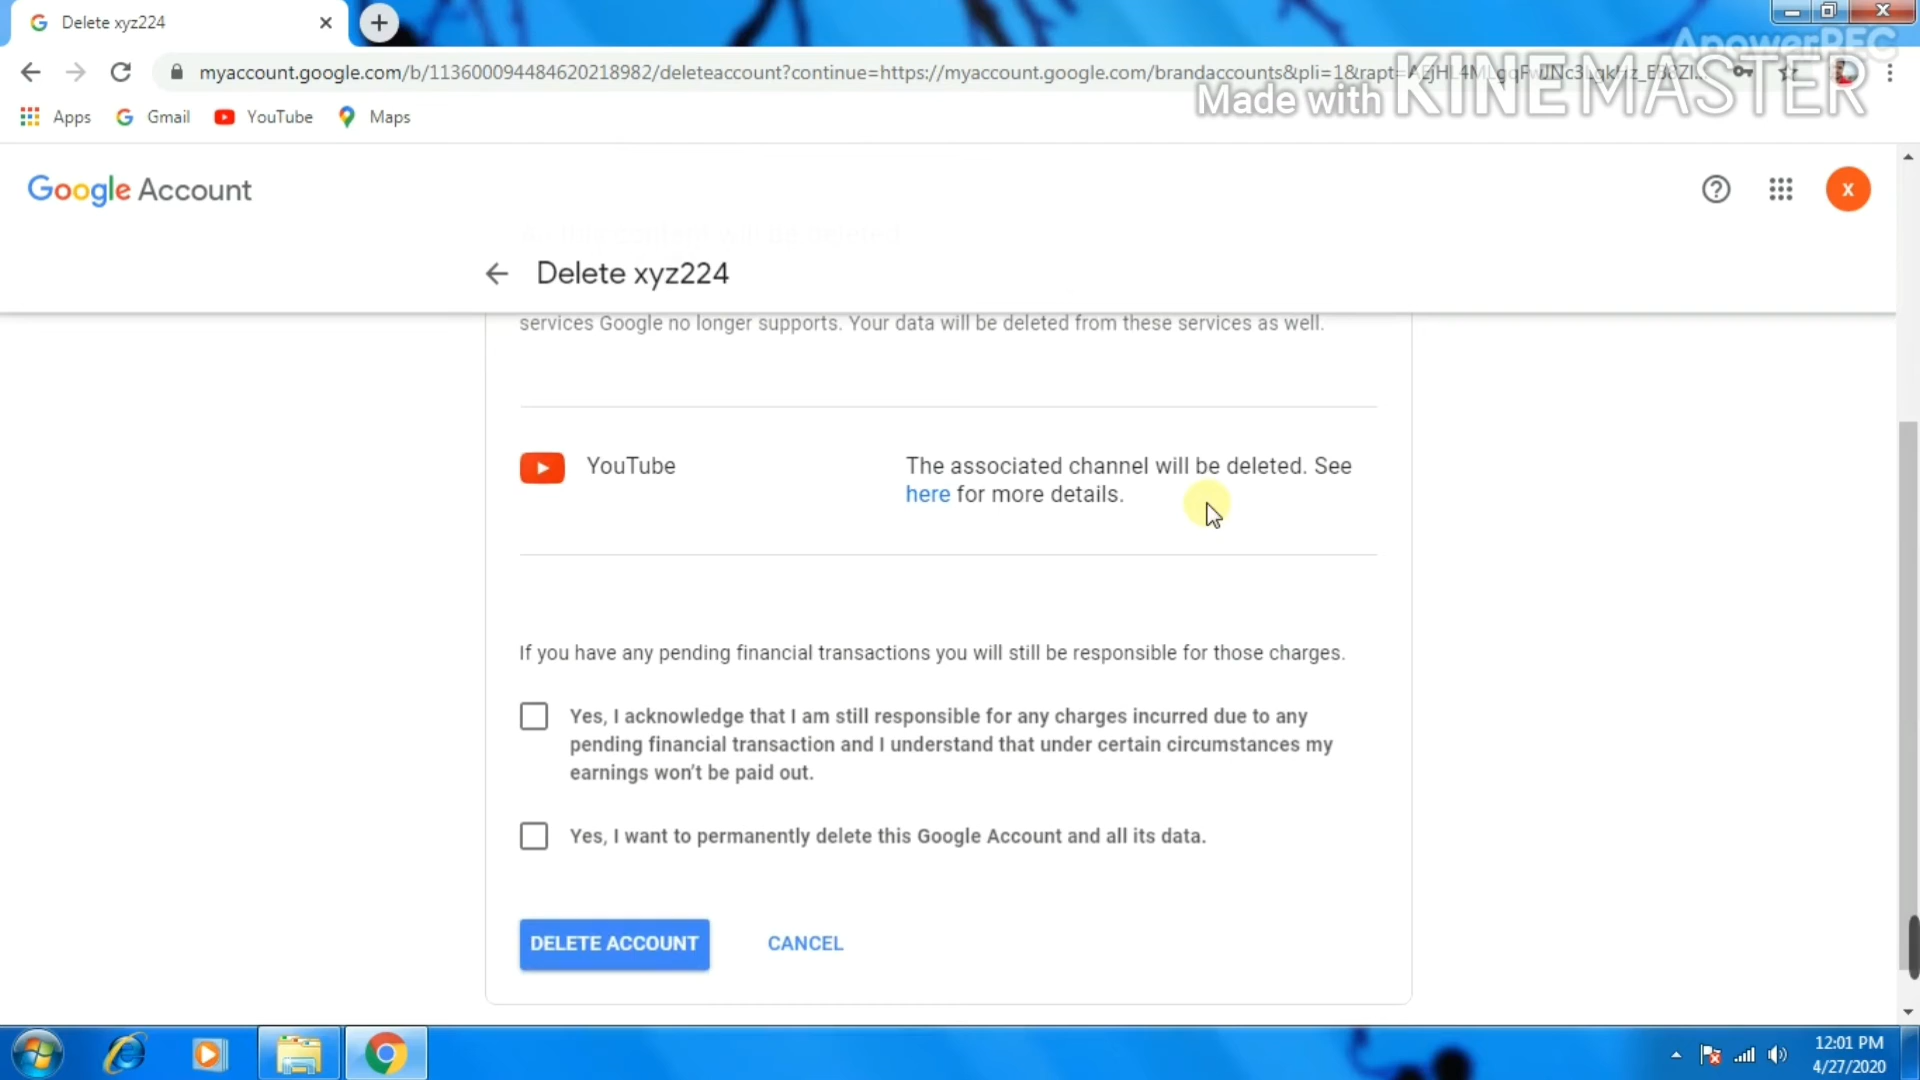 Delete xyz224
ApowerREC
myaccount.google.com/b/113600094484620218982/deleteaccount?continue=https://myaccount.google.com/brandaccounts&pli=1&rapt=
Made with KINEMASTER
Apps Gmail YouTube Maps
Google Account
X
Delete xyz224
services Google no longer supports. Your data will be deleted from these services as well.
YouTube
The associated channel will be deleted. See
here for more details.
If you have any pending financial transactions you will still be responsible for those charges.
Yes, I acknowledge that I am still responsible for any charges incurred due to any
pending financial transaction and I understand that under certain circumstances my
earnings won't be paid out.
Yes, I want to permanently delete this Google Account and all its data.
DELETE ACCOUNT CANCEL
12:01 PM
4/27/2020